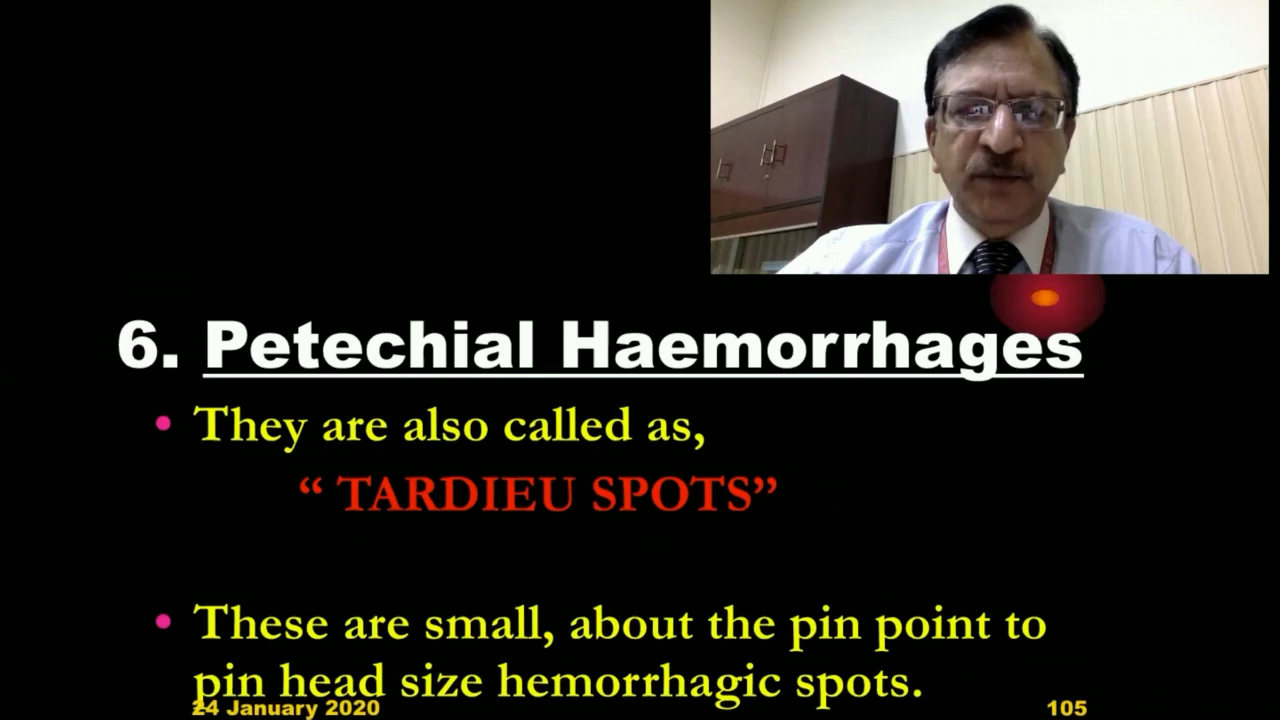 6. Petechial Haemorrhages
• They are also called as,
“ TARDIEU SPOTS”
• These are small, about the pin point to
pin head size hemorrhagic spots.
24 January 2020
105